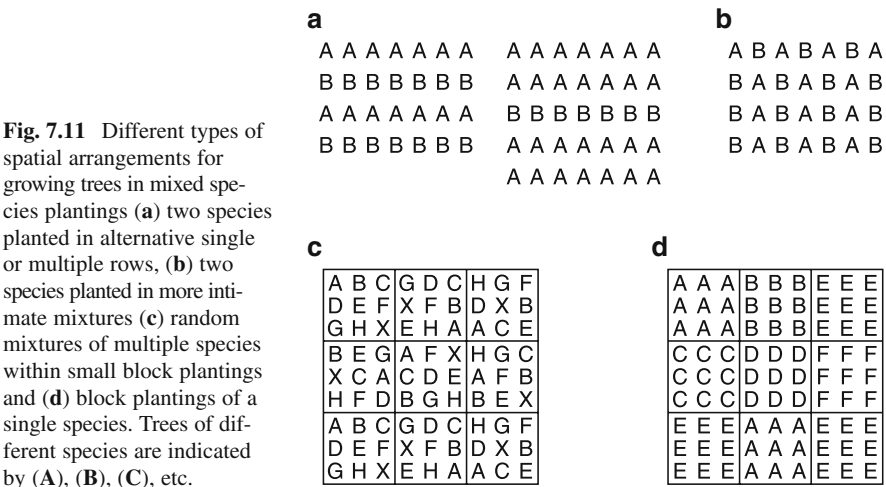 Fig. 7.11 Different types of
spatial arrangements for
growing trees in mixed spe-
cies plantings (a) two species
planted in alternative single
or multiple rows, (b) two
species planted in more inti-
mate mixtures (c) random
mixtures of multiple species
within small block plantings
and (d) block plantings of a
single species. Trees of dif-
ferent species are indicated
by (A), (B), (C), etc.
a
A A A A A A A
B B B B B B B
A A A A A A A
B B B B B B B
A A A A A A A
A A A A A A A
B B B B B B B
A A A A A A A
A A A A A A A
b
A B A B A B A
B A B A B A B
B A B A B A B
B A B A B A B
c
A B C G D C H G F
D E F X F B D X B
G H X E H A A C E
B E G A F X H G C
X C A C D E A F B
H F D B G H B E X
A B C G D C H G F
D E F X F B D X B
G H X E H A A C E
d
A A A B B B E E E
A A A B B B E E E
A A A B B B E E E
C C C D D D F F F
C C C D D D F F F
C C C D D D F F F
E E E A A A E E E
E E E A A A E E E
E E E A A A E E E